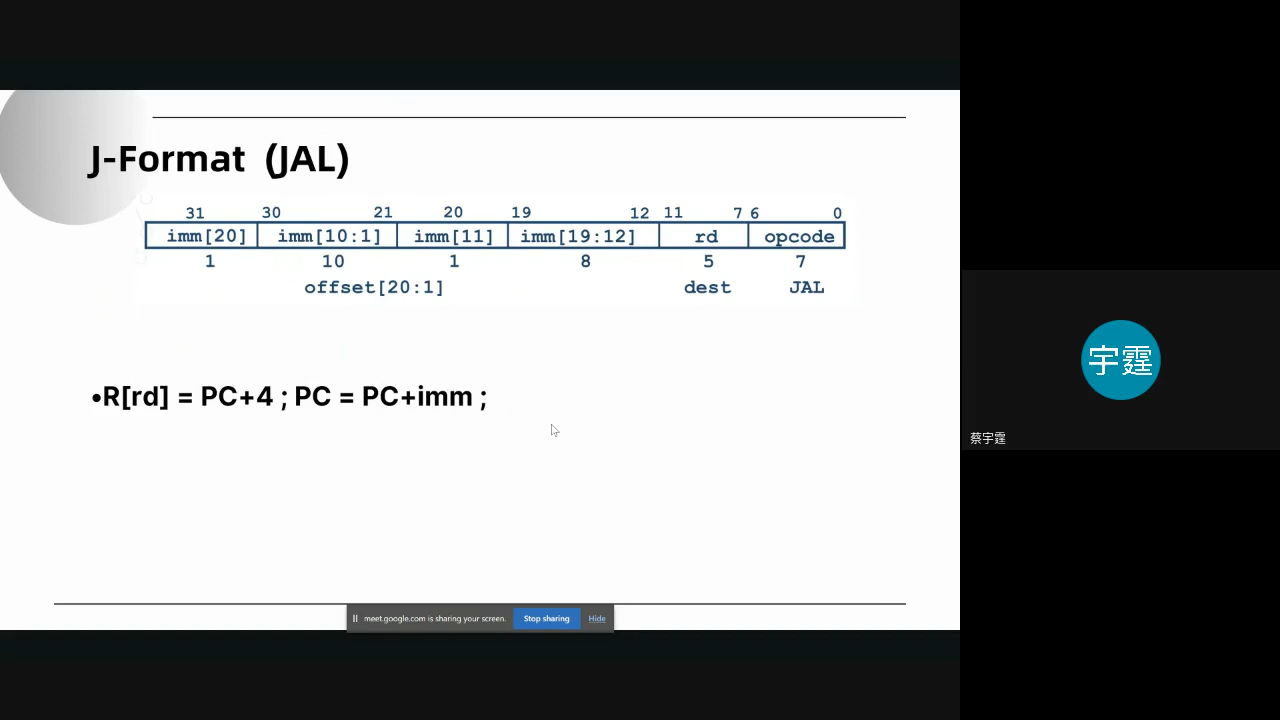 J-Format (JAL)
31 30 21 20 19 12 11 7 6 0
imm[20] imm[10:1] imm[11] imm[19:12] rd opcode
1 10 1 8 5 7
offset[20:1] dest JAL
•R[rd] = PC+4 ; PC = PC+imm ;
宇霆
蔡宇霆
meet.google.com is sharing your screen. Stop sharing Hide